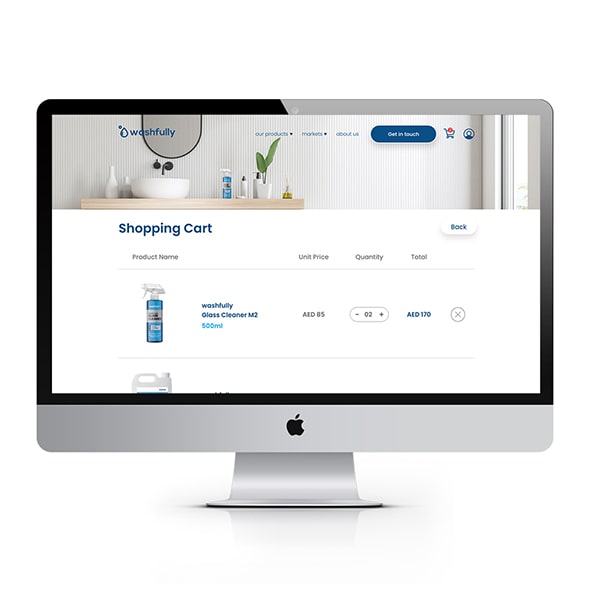 washfully
our products ▾ markets ▾ about us Get in touch
Shopping Cart
Back
Product Name Unit Price Quantity Total
washfully
Glass Cleaner M2
500ml
AED 85
- 02 +
AED 170